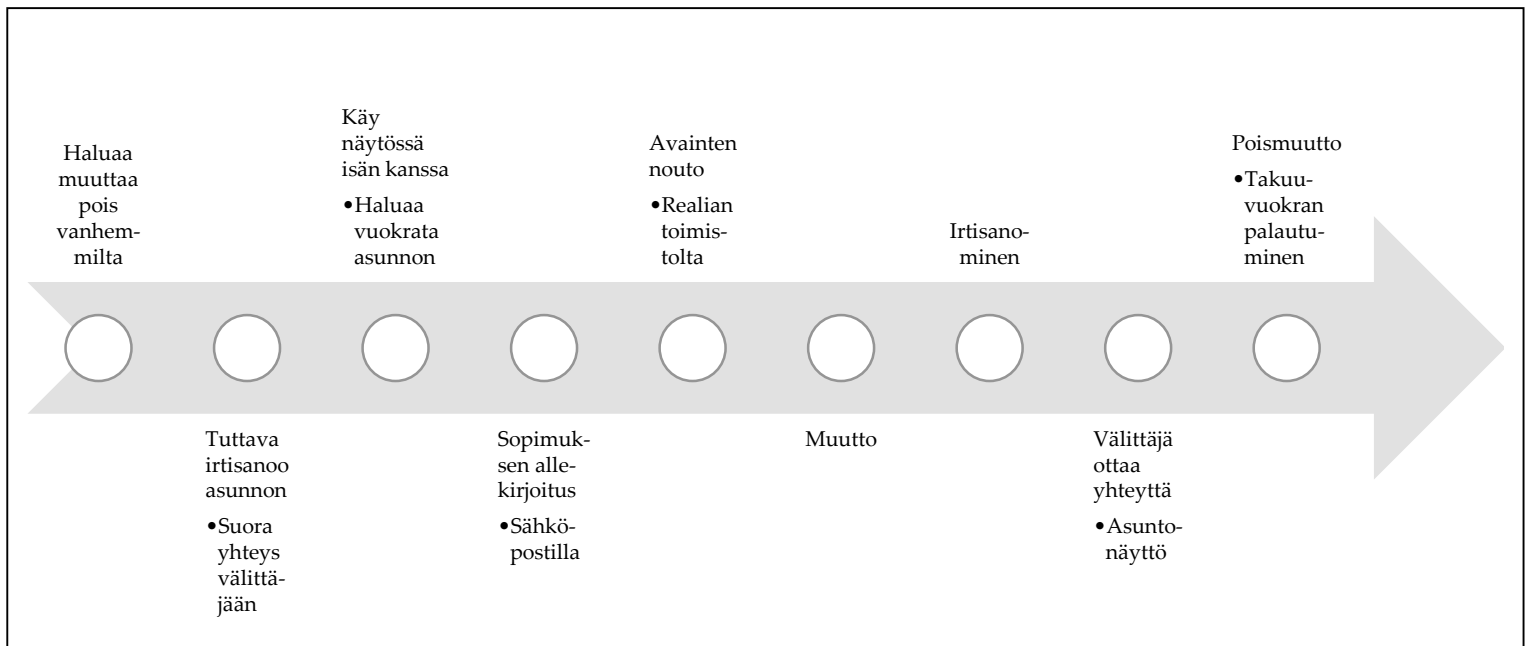 Haluaa
muuttaa
pois
vanhem-
milta
Tuttava
irtisanoo
asunnon
•Suora
yhteys
välittä-
jään
Käy
näytössä
isän kanssa
•Haluaa
vuokrata
asunnon
Sopimuk-
sen alle-
kirjoitus
•Sähkö-
postilla
Avainten
nouto
•Realian
toimis-
tolta
Muutto
Irtisano-
minen
Välittäjä
ottaa
yhteyttä
•Asunto-
näyttö
Poismuutto
•Takuu-
vuokran
palautu-
minen